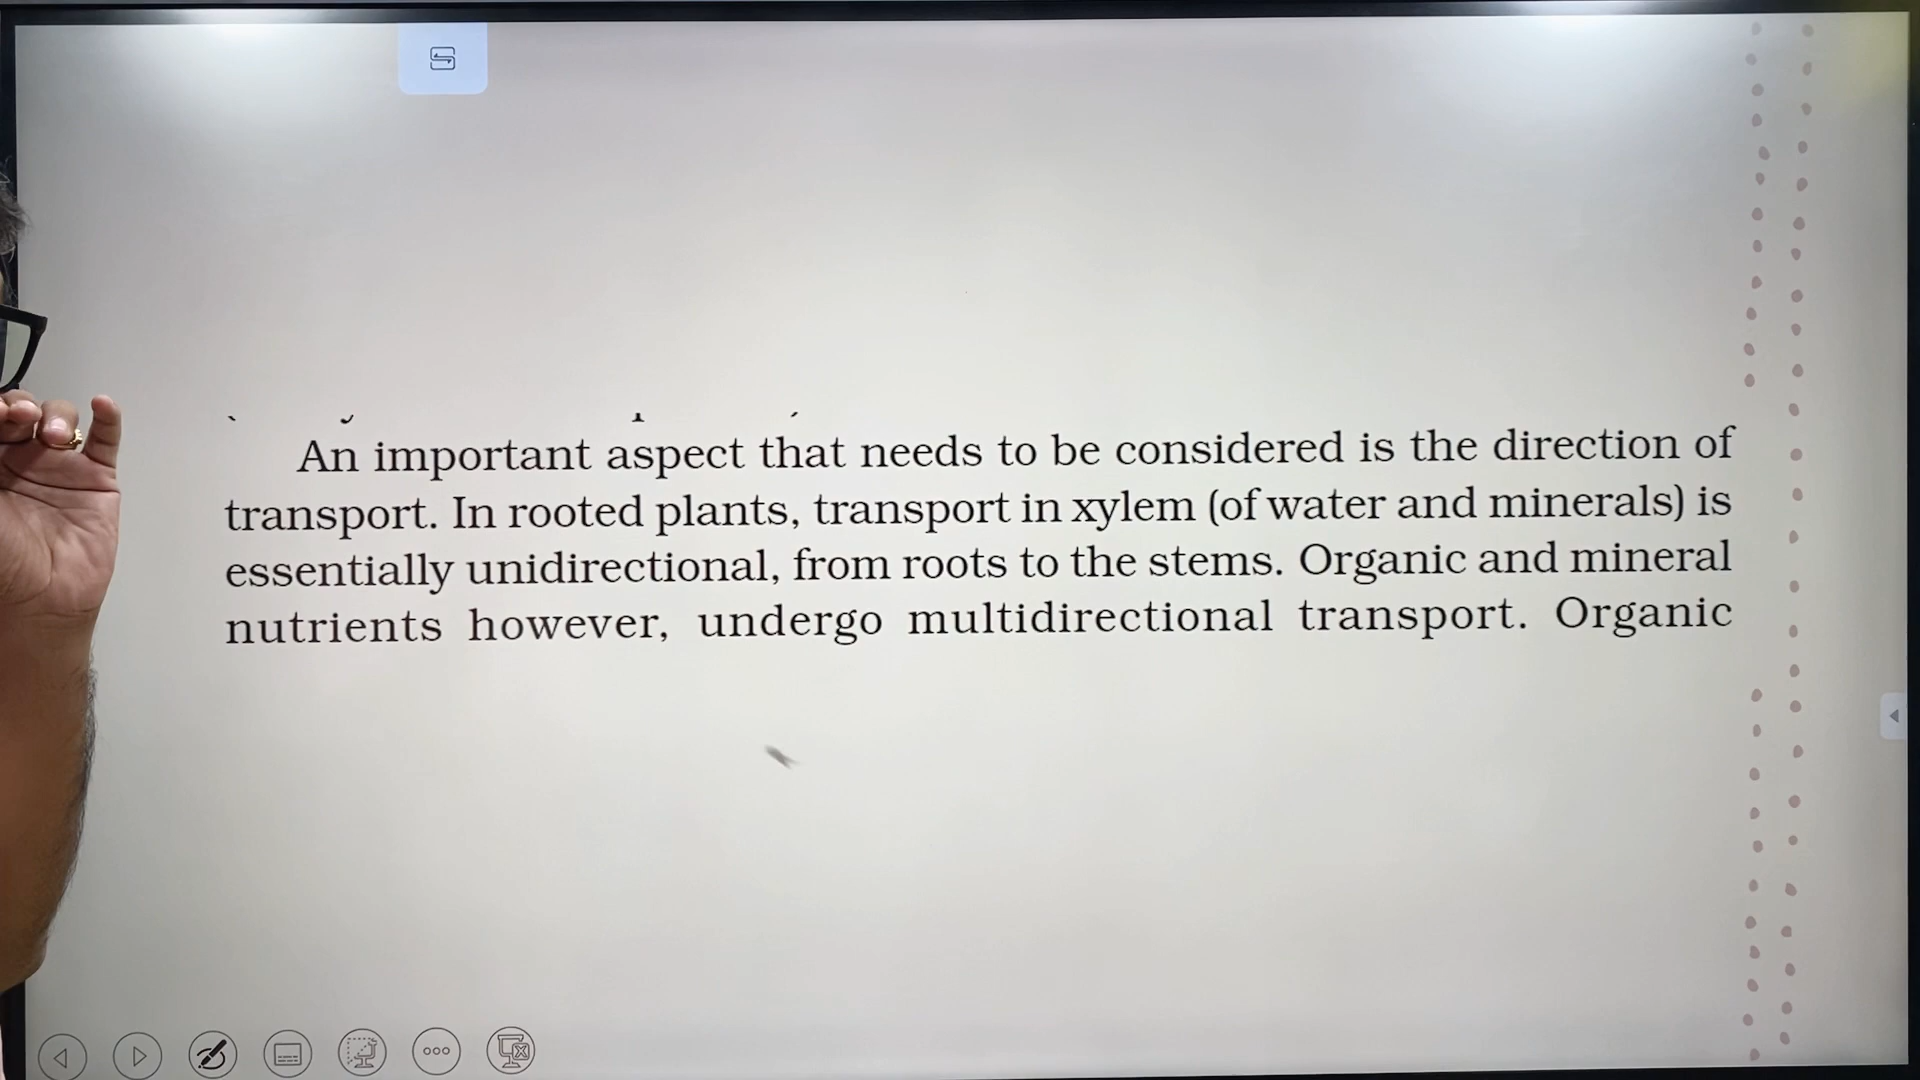 An important aspect that needs to be considered is the direction of
transport. In rooted plants, transport in xylem (of water and minerals) is
essentially unidirectional, from roots to the stems. Organic and mineral
nutrients however, undergo multidirectional transport. Organic